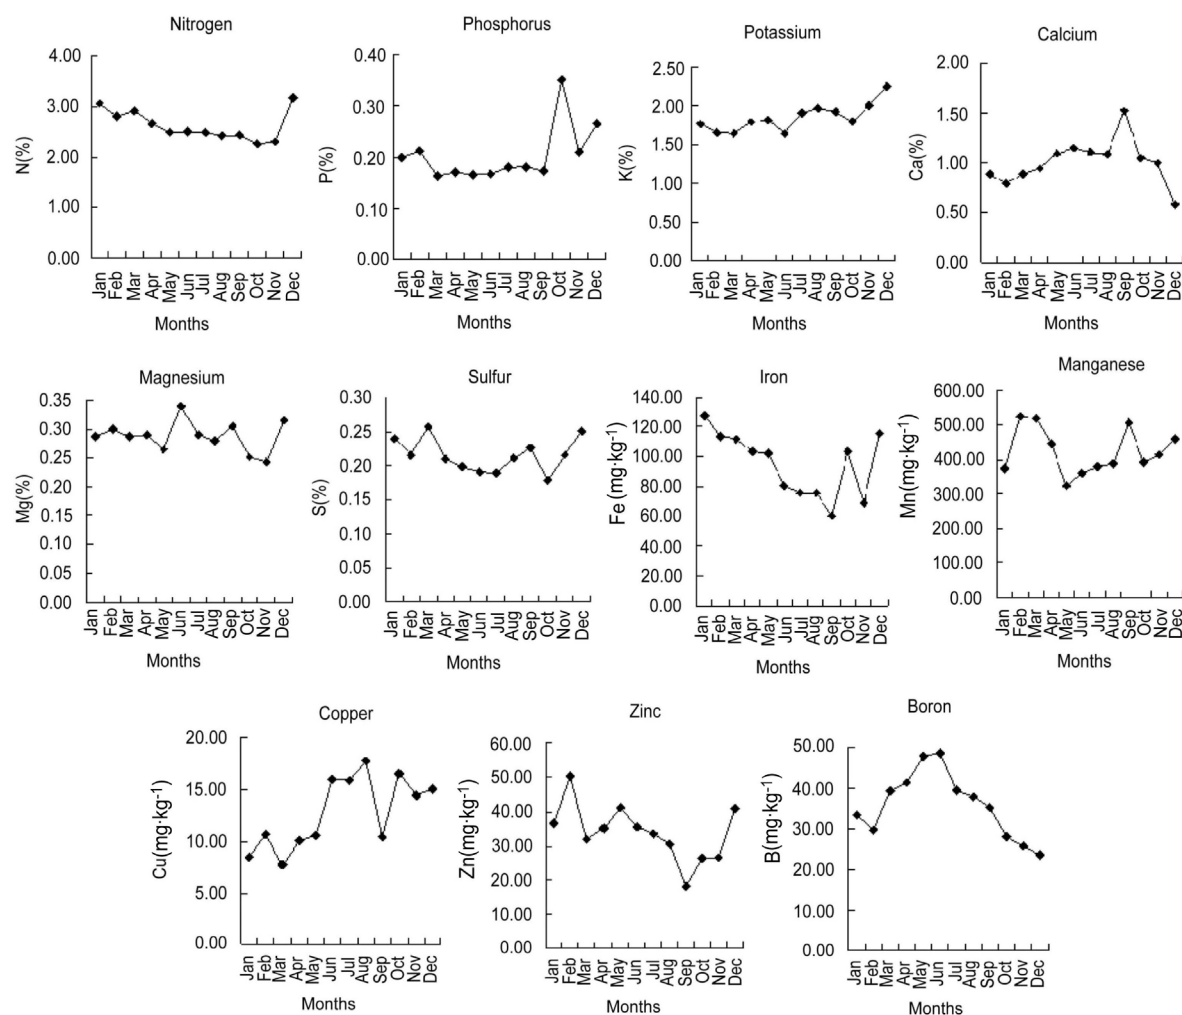 Nitrogen
N(%)
4.00
3.00
2.00
1.00
0.00
Jan Feb Mar Apr May Jun Jul Aug Sep Oct Nov Dec
Months
Phosphorus
P(%)
0.40
0.30
0.20
0.10
0.00
Jan Feb Mar Apr May Jun Jul Aug Sep Oct Nov Dec
Months
Potassium
K(%)
2.50
2.00
1.50
1.00
0.50
0.00
Jan Feb Mar Apr May Jun Jul Aug Sep Oct Nov Dec
Months
Calcium
Ca(%)
2.00
1.50
1.00
0.50
0.00
Jan Feb Mar Apr May Jun Jul Aug Sep Oct Nov Dec
Months
Magnesium
Mg(%)
0.35
0.30
0.25
0.20
0.15
0.10
0.05
0.00
Jan Feb Mar Apr May Jun Jul Aug Sep Oct Nov Dec
Months
Sulfur
S(%)
0.30
0.25
0.20
0.15
0.10
0.05
0.00
Jan Feb Mar Apr May Jun Jul Aug Sep Oct Nov Dec
Months
Iron
Fe (mg·kg⁻¹)
140.00
120.00
100.00
80.00
60.00
40.00
20.00
0.00
Jan Feb Mar Apr May Jun Jul Aug Sep Oct Nov Dec
Months
Manganese
Mn(mg·kg⁻¹)
600.00
500.00
400.00
300.00
200.00
100.00
0.00
Jan Feb Mar Apr May Jun Jul Aug Sep Oct Nov Dec
Months
Copper
Cu(mg·kg⁻¹)
20.00
15.00
10.00
5.00
0.00
Jan Feb Mar Apr May Jun Jul Aug Sep Oct Nov Dec
Months
Zinc
Zn(mg·kg⁻¹)
60.00
50.00
40.00
30.00
20.00
10.00
0.00
Jan Feb Mar Apr May Jun Jul Aug Sep Oct Nov Dec
Months
Boron
B(mg·kg⁻¹)
50.00
40.00
30.00
20.00
10.00
0.00
Jan Feb Mar Apr May Jun Jul Aug Sep Oct Nov Dec
Months